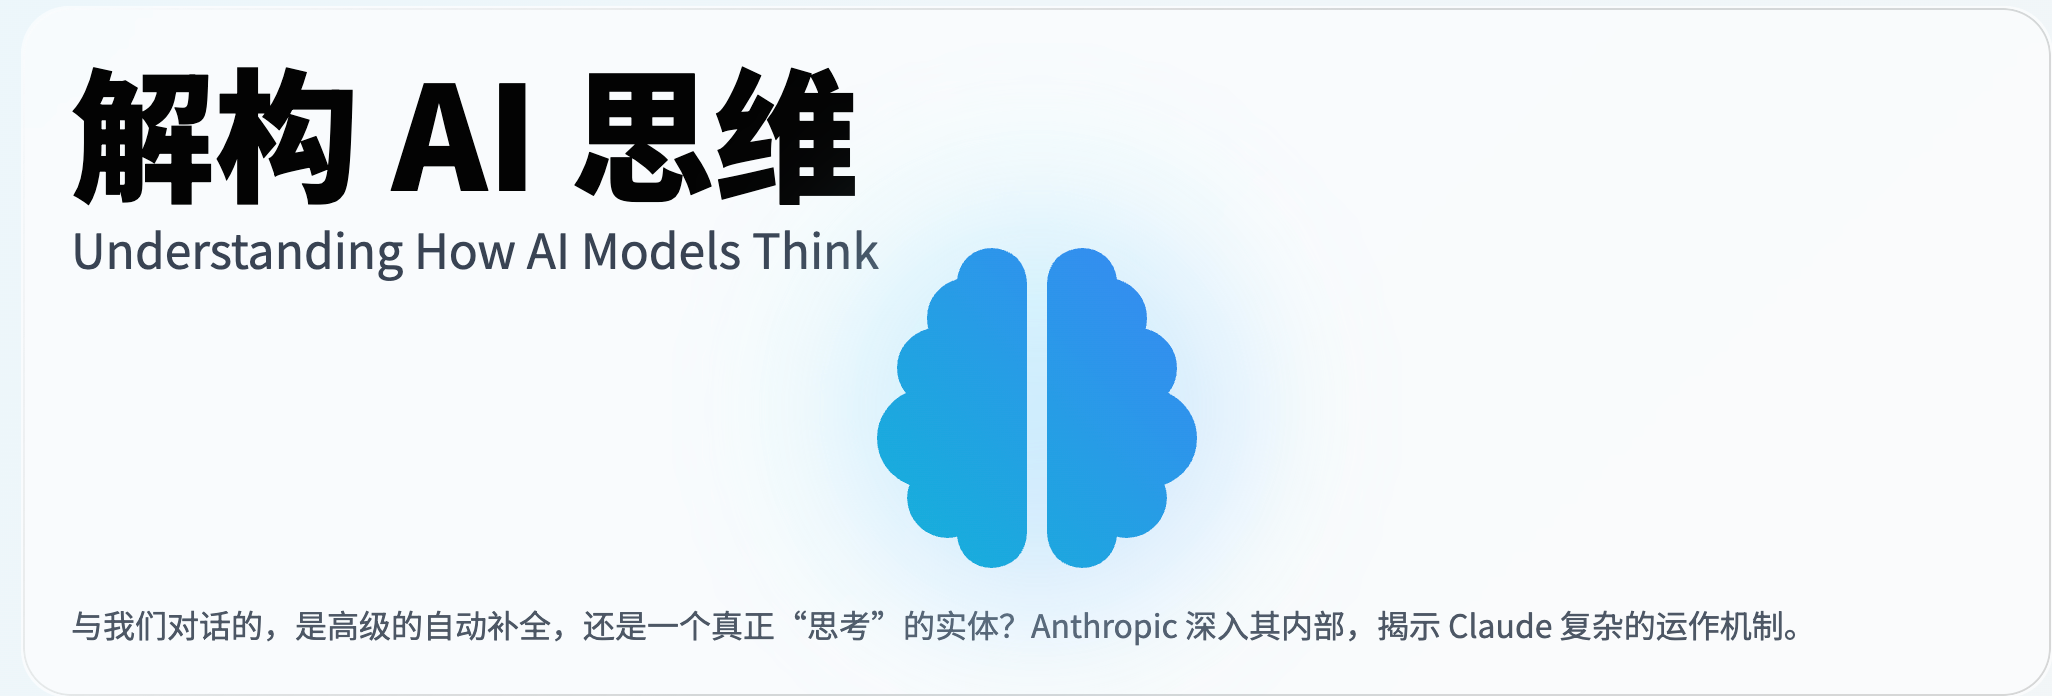 解构 AI 思维
Understanding How AI Models Think
与我们对话的，是高级的自动补全，还是一个真正“思考”的实体？Anthropic 深入其内部，揭示 Claude 复杂的运作机制。